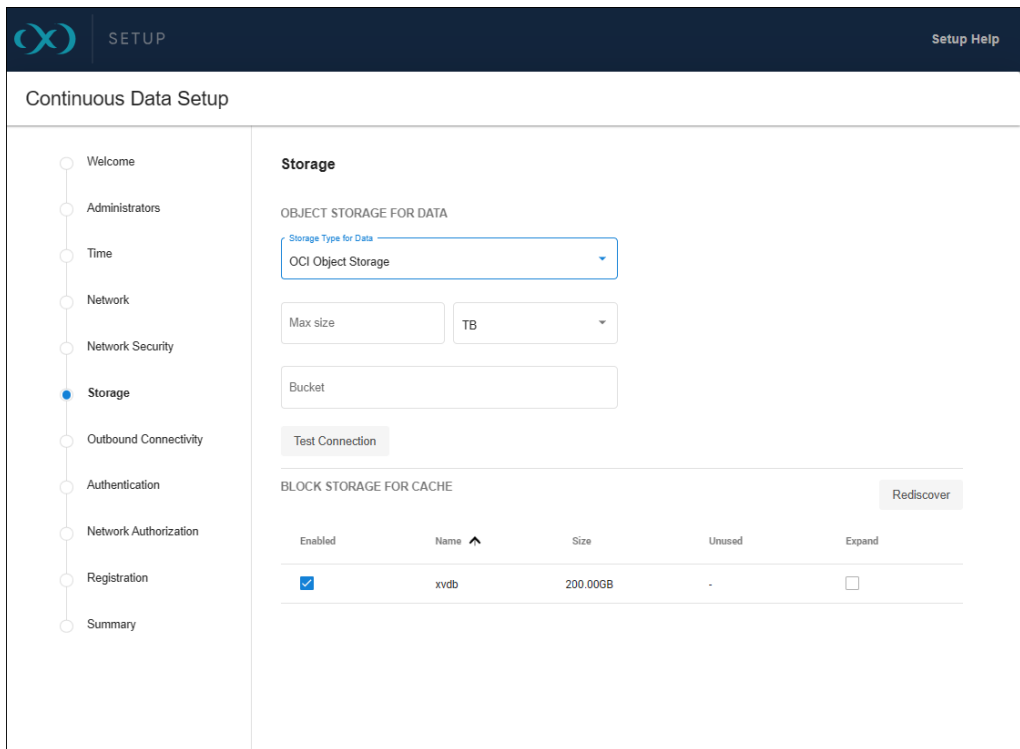 SETUP
Setup Help
Continuous Data Setup
Welcome
Administrators
Time
Network
Network Security
Storage
Outbound Connectivity
Authentication
Network Authorization
Registration
Summary
Storage
OBJECT STORAGE FOR DATA
Storage Type for Data
OCI Object Storage
Max size
TB
Bucket
Test Connection
BLOCK STORAGE FOR CACHE
Rediscover
Enabled Name Size Unused Expand
xvdb 200.00GB -